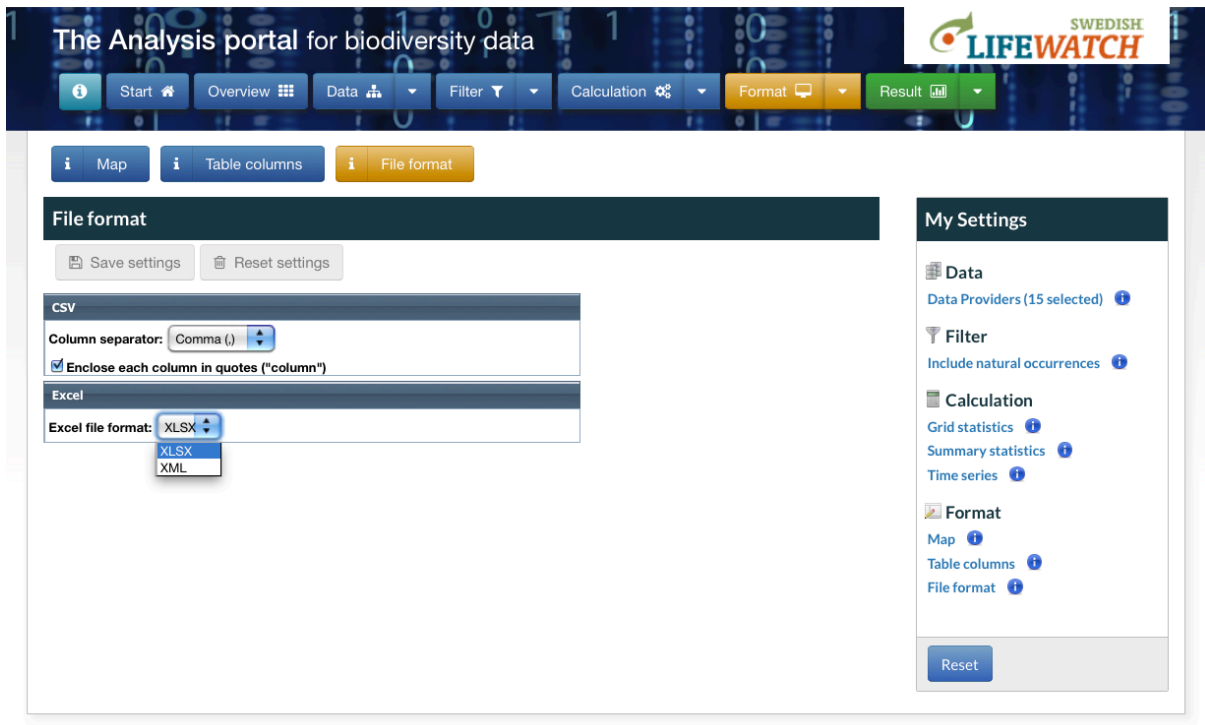 The Analysis portal for biodiversity data
SWEDISH
LIFEWATCH
Start Overview Data Filter Calculation Format Result
i Map i Table columns i File format
File format
Save settings Reset settings
CSV
Column separator: Comma (,)
Enclose each column in quotes ("column")
Excel
Excel file format: XLSX
XLSX
XML
My Settings
Data
Data Providers (15 selected)
Filter
Include natural occurrences
Calculation
Grid statistics
Summary statistics
Time series
Format
Map
Table columns
File format
Reset